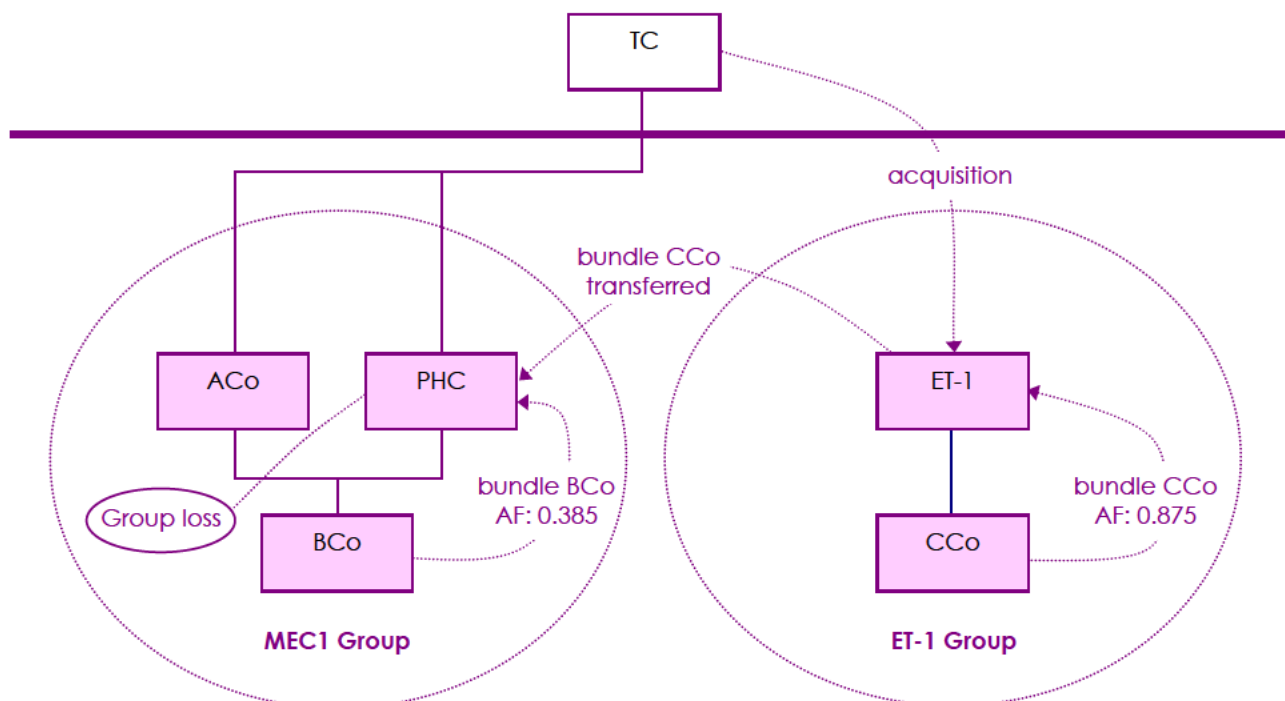 TC
acquisition
bundle CCo
transferred
ACo
PHC
ET-1
bundle BCo
AF: 0.385
bundle CCo
AF: 0.875
Group loss
BCo
CCo
MEC1 Group
ET-1 Group